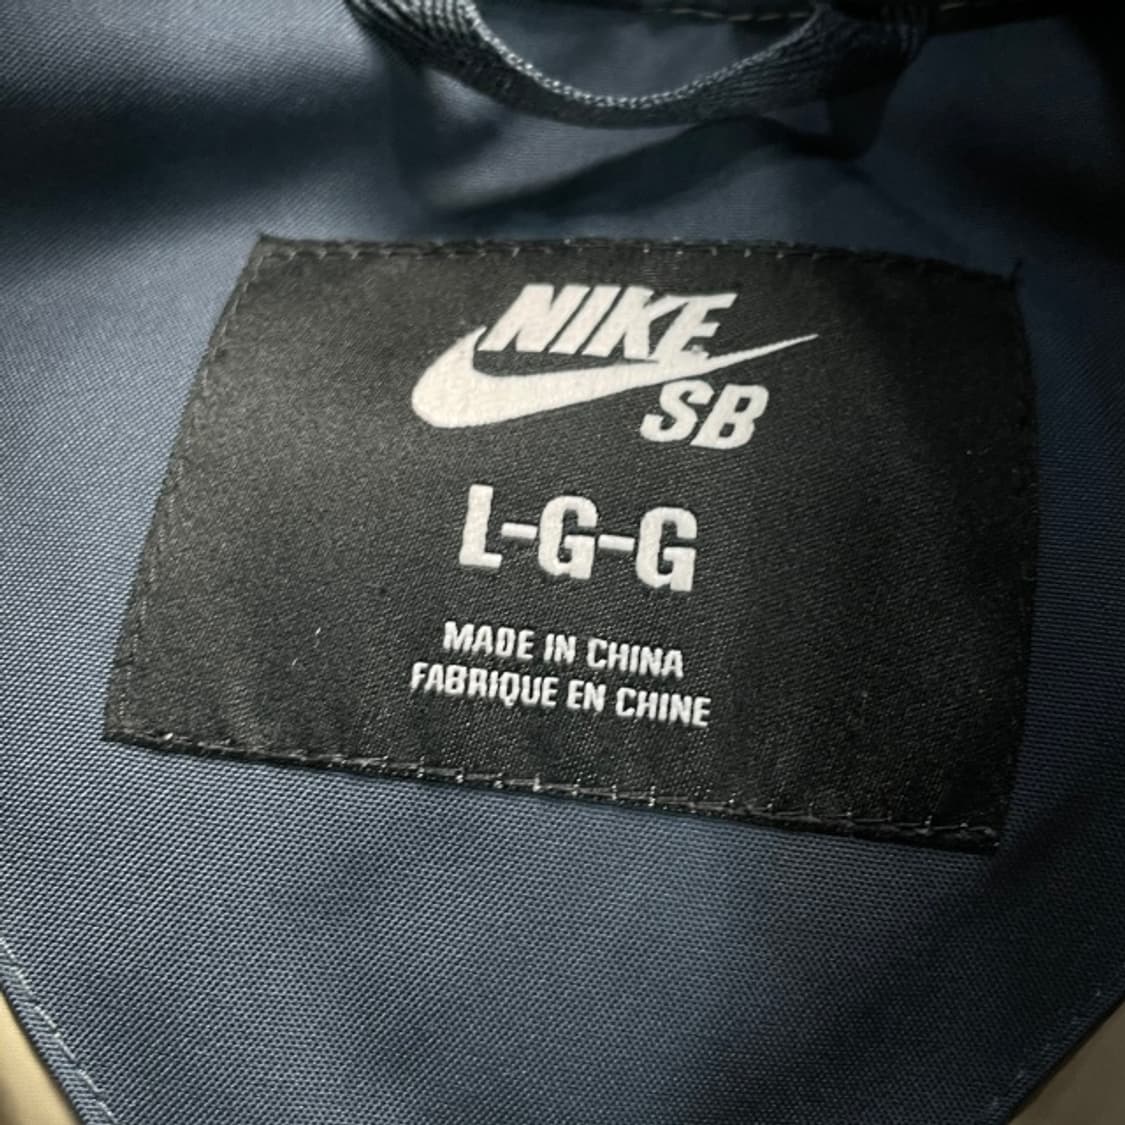 NIKE
SB
L-G-G
MADE IN CHINA
FABRIQUE EN CHINE